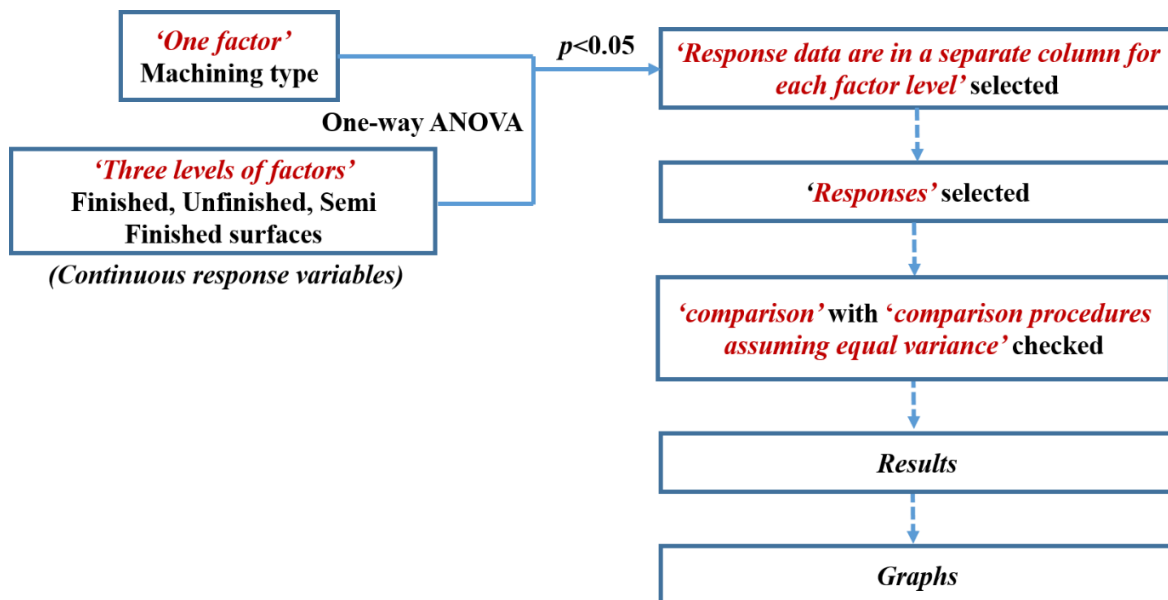 ‘One factor’
Machining type
One-way ANOVA
‘Three levels of factors’
Finished, Unfinished, Semi
Finished surfaces
(Continuous response variables)
p<0.05
‘Response data are in a separate column for
each factor level’ selected
‘Responses’ selected
‘comparison’ with ‘comparison procedures
assuming equal variance’ checked
Results
Graphs